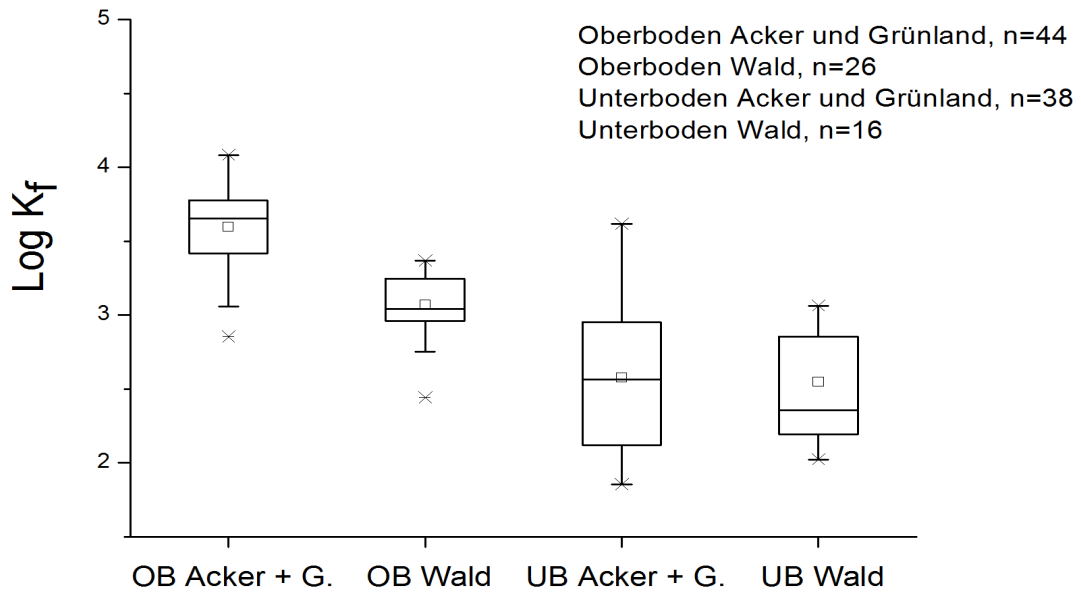 5
4
3
2
Log Kf
Oberboden Acker und Grünland, n=44
Oberboden Wald, n=26
Unterboden Acker und Grünland, n=38
Unterboden Wald, n=16
OB Acker + G.
OB Wald
UB Acker + G.
UB Wald